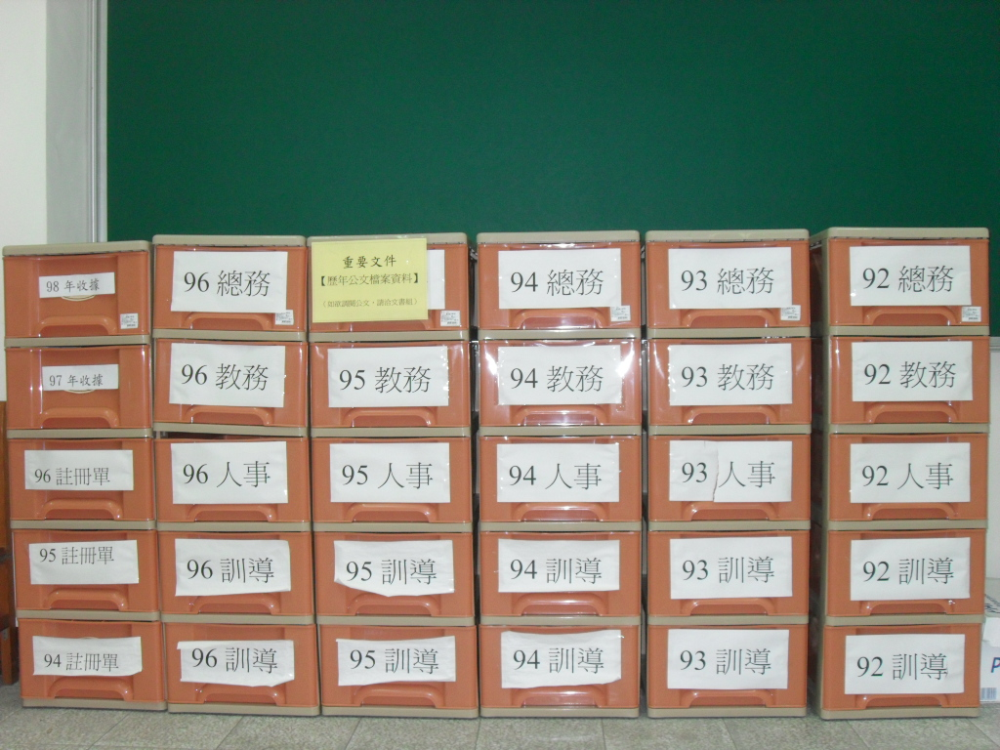 98 年收據
96 總務
重要文件
【歷年公文檔案資料】
（如欲調閱公文，請洽文書組）
94 總務
93 總務
92 總務
97 年收據
96 教務
95 教務
94 教務
93 教務
92 教務
96 註冊單
96 人事
95 人事
94 人事
93 人事
92 人事
95 註冊單
96 訓導
95 訓導
94 訓導
93 訓導
92 訓導
94 註冊單
96 訓導
95 訓導
94 訓導
93 訓導
92 訓導
P